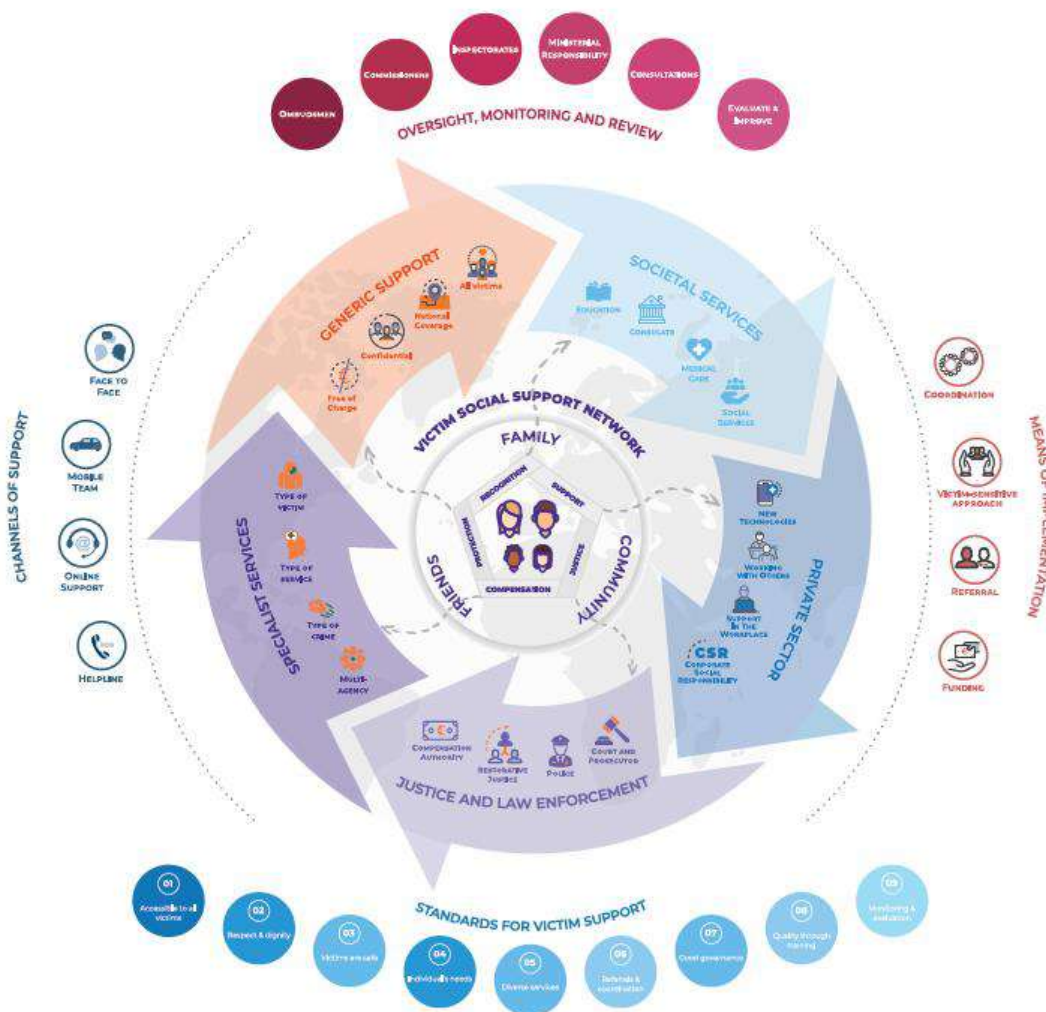 OMBUDSMEN
COMMISSIONERS
INSPECTORATES
MINISTERIAL
RESPONSIBILITY
CONSULTATIONS
EVALUATE &
IMPROVE
OVERSIGHT, MONITORING AND REVIEW
GENERIC SUPPORT
All victims
National
Coverage
Confidential
Free of
Charge
SOCIETAL SERVICES
EDUCATION
CONSULATE
MEDICAL
CARE
SOCIAL
SERVICES
CHANNELS OF SUPPORT
FACE TO
FACE
MOBILE
TEAM
ONLINE
SUPPORT
HELPLINE
VICTIM SOCIAL SUPPORT NETWORK
FAMILY
COMMUNITY
FRIENDS
RECOGNITION
SUPPORT
JUSTICE
COMPENSATION
PROTECTION
SPECIALIST SERVICES
TYPE OF
VICTIM
TYPE OF
SERVICE
TYPE OF
CRIME
MULTI-
AGENCY
PRIVATE SECTOR
NEW
TECHNOLOGIES
WORKING
WITH OTHERS
SUPPORT
IN THE
WORKPLACE
CSR
CORPORATE
SOCIAL
RESPONSIBILITY
MEANS OF IMPLEMENTATION
COORDINATION
VICTIM-SENSITIVE
APPROACH
REFERRAL
FUNDING
COMPENSATION
AUTHORITY
RESTORATIVE
JUSTICE
POLICE
COURT AND
PROSECUTOR
JUSTICE AND LAW ENFORCEMENT
STANDARDS FOR VICTIM SUPPORT
01
Accessible to all
victims
02
Respect & dignity
03
Victims are safe
04
Individual's needs
05
Diverse services
06
Referrals &
coordination
07
Good governance
08
Quality through
training
09
Monitoring &
evaluation